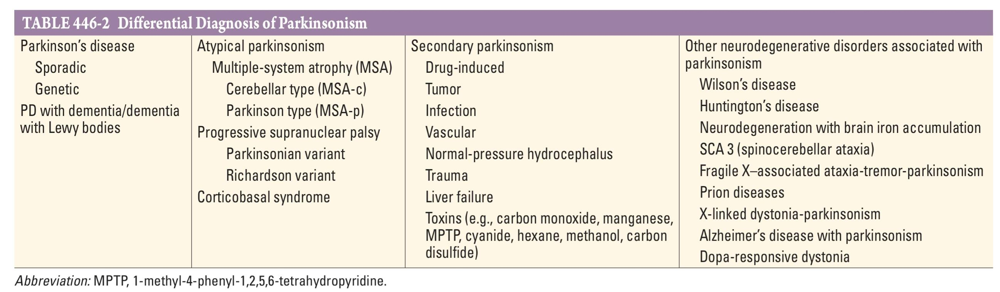 TABLE 446-2 Differential Diagnosis of Parkinsonism
Parkinson’s disease
Sporadic
Genetic
PD with dementia/dementia
with Lewy bodies
Atypical parkinsonism
Multiple-system atrophy (MSA)
Cerebellar type (MSA-c)
Parkinson type (MSA-p)
Progressive supranuclear palsy
Parkinsonian variant
Richardson variant
Corticobasal syndrome
Secondary parkinsonism
Drug-induced
Tumor
Infection
Vascular
Normal-pressure hydrocephalus
Trauma
Liver failure
Toxins (e.g., carbon monoxide, manganese,
MPTP, cyanide, hexane, methanol, carbon
disulfide)
Other neurodegenerative disorders associated with
parkinsonism
Wilson’s disease
Huntington’s disease
Neurodegeneration with brain iron accumulation
SCA 3 (spinocerebellar ataxia)
Fragile X–associated ataxia-tremor-parkinsonism
Prion diseases
X-linked dystonia-parkinsonism
Alzheimer’s disease with parkinsonism
Dopa-responsive dystonia
Abbreviation: MPTP, 1-methyl-4-phenyl-1,2,5,6-tetrahydropyridine.